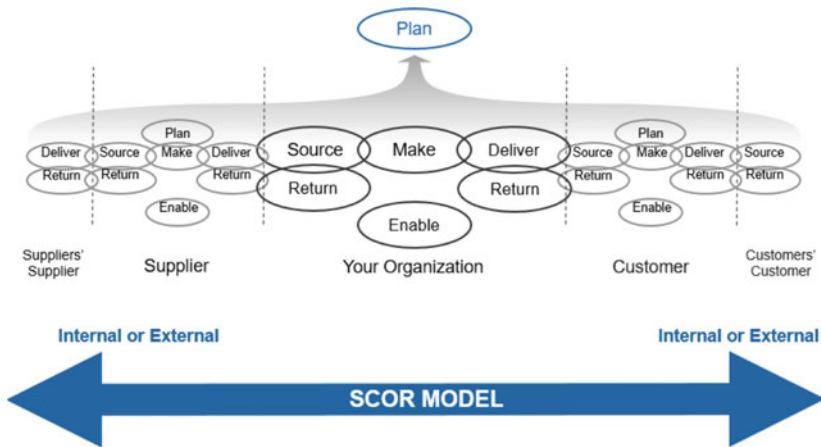 Plan
Plan
Plan
Deliver
Source
Make
Deliver
Source
Make
Deliver
Source
Make
Deliver
Source
Return
Return
Return
Return
Return
Return
Return
Return
Enable
Enable
Enable
Suppliers'
Supplier
Supplier
Your Organization
Customer
Customers'
Customer
Internal or External
Internal or External
SCOR MODEL